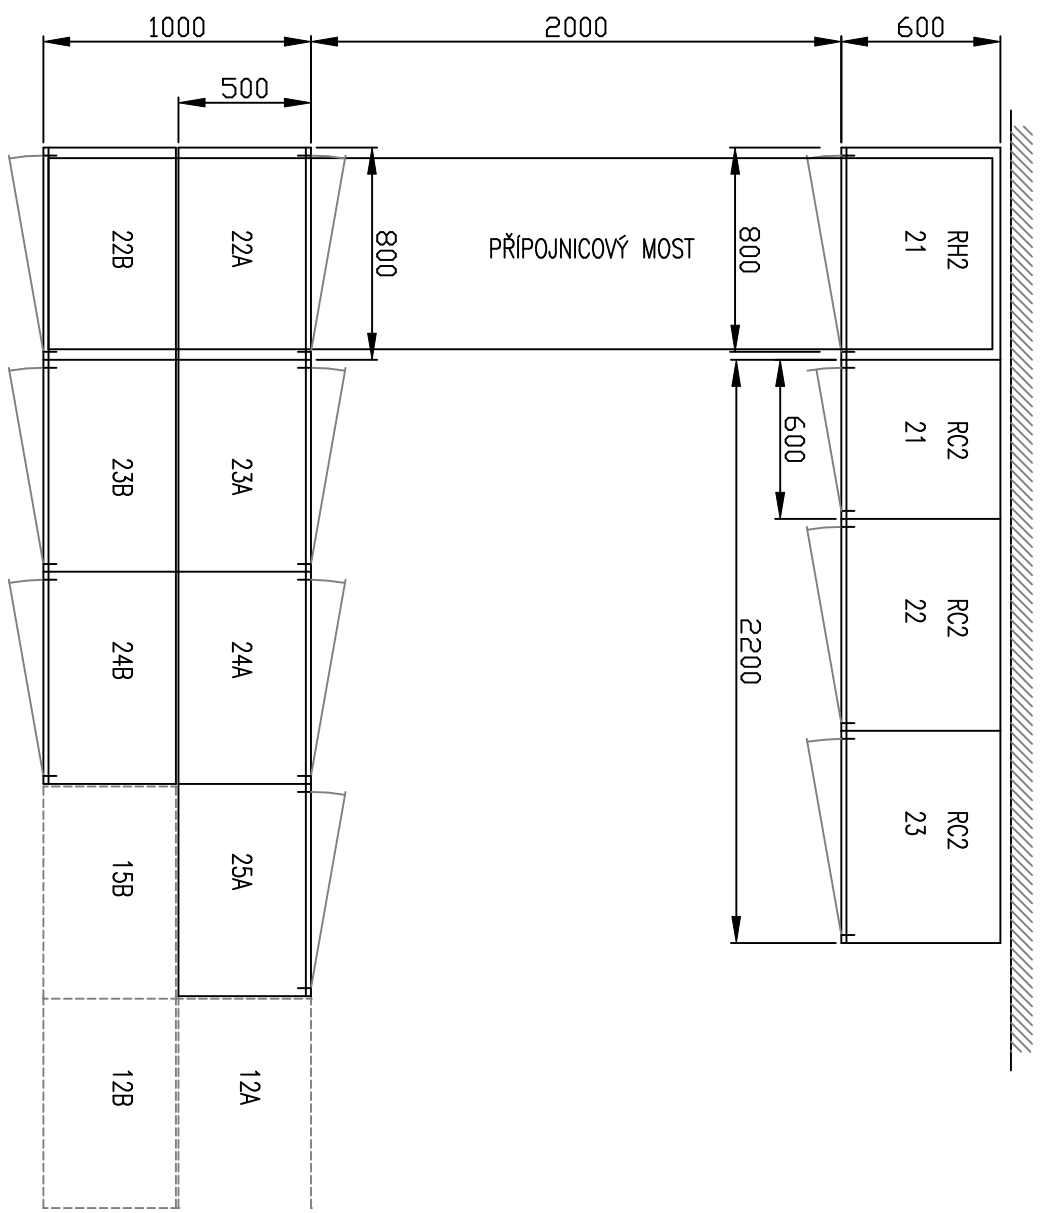 1000
2000
600
500
22B
22A
800
PŘÍPOJNICOVÝ MOST
800
RH2
21
23B
23A
600
RC2
21
24B
24A
2200
RC2
22
15B
25A
RC2
23
12B
12A